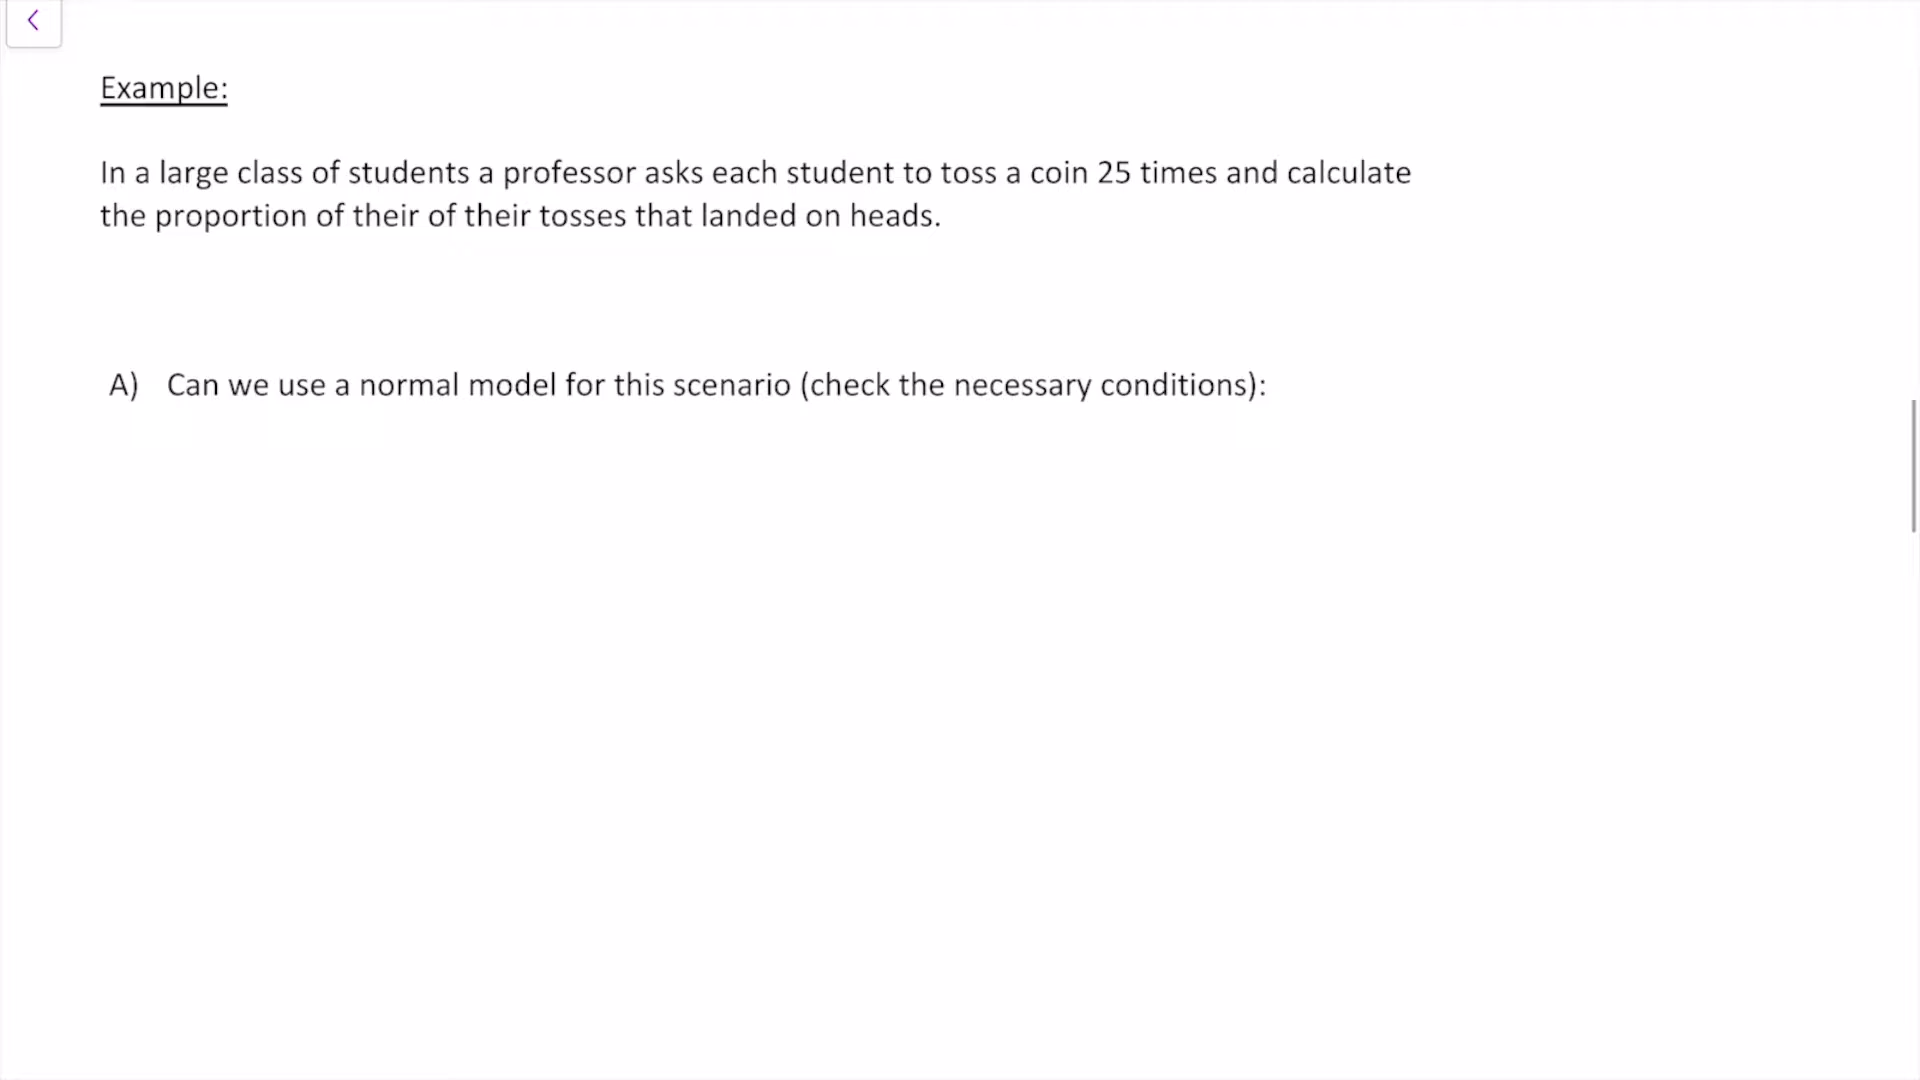 Example:
In a large class of students a professor asks each student to toss a coin 25 times and calculate
the proportion of their of their tosses that landed on heads.
A) Can we use a normal model for this scenario (check the necessary conditions):